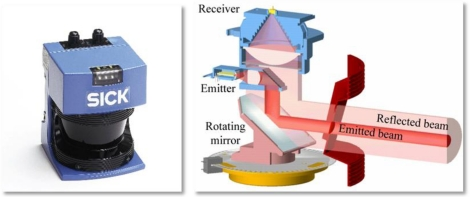 SICK
Receiver
Emitter
Rotating
mirror
Reflected beam
Emitted beam